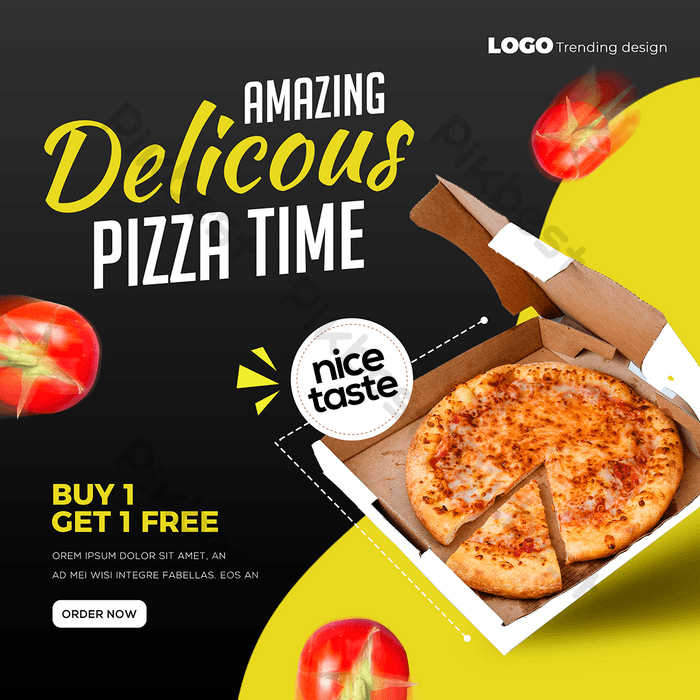 LOGO Trending design
AMAZING
Delicous
PIZZA TIME
nice
taste
BUY 1
GET 1 FREE
OREM IPSUM DOLOR SIT AMET, AN
AD MEI WISI INTEGRE FABELLAS. EOS AN
ORDER NOW